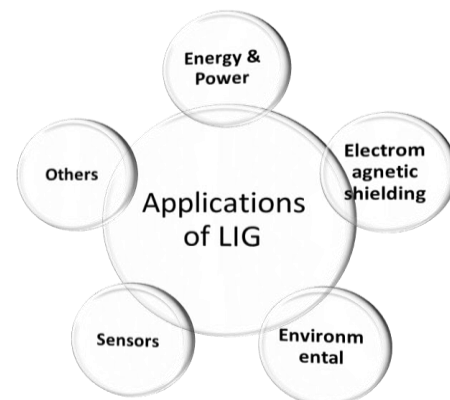 Energy &
Power
Electrom
agnetic
shielding
Others
Applications
of LIG
Sensors
Environm
ental